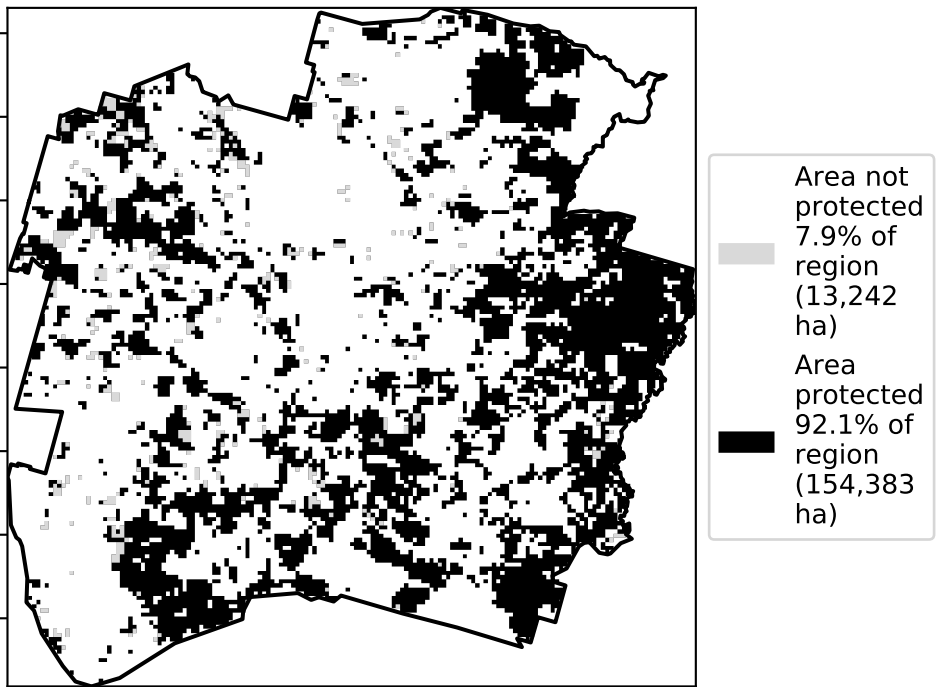 Area not
protected
7.9% of
region
(13,242
ha)
Area
protected
92.1% of
region
(154,383
ha)